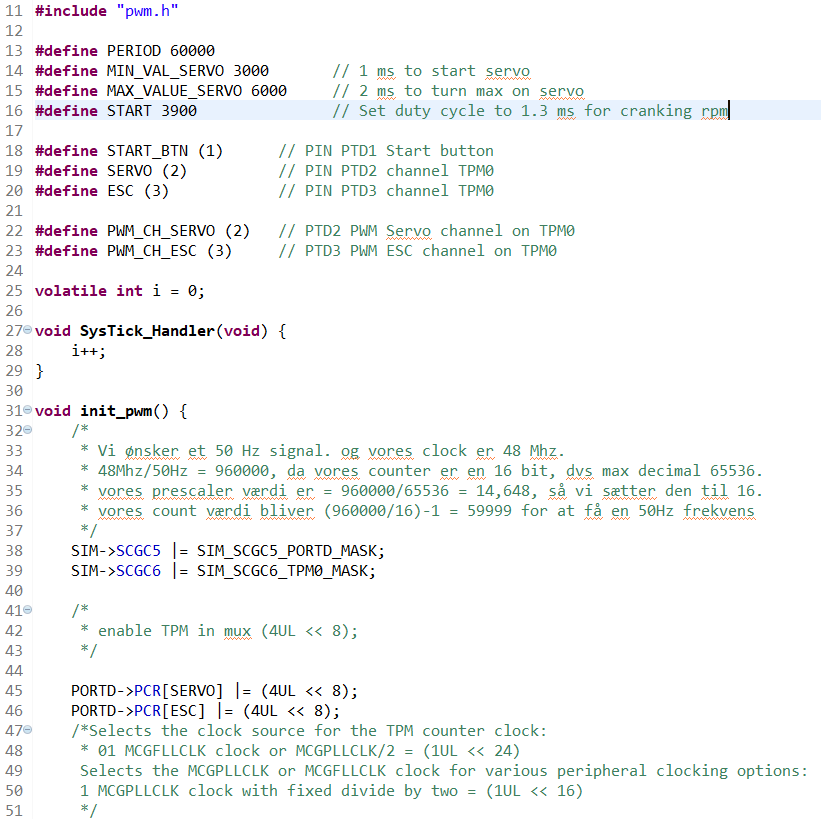 11 #include "pwm.h"
12
13 #define PERIOD 60000
14 #define MIN_VAL_SERVO 3000       // 1 ms to start servo
15 #define MAX_VALUE_SERVO 6000     // 2 ms to turn max on servo
16 #define START 3900               // Set duty cycle to 1.3 ms for cranking rpm
17
18 #define START_BTN (1)      // PIN PTD1 Start button
19 #define SERVO (2)          // PIN PTD2 channel TPM0
20 #define ESC (3)            // PIN PTD3 channel TPM0
21
22 #define PWM_CH_SERVO (2)   // PTD2 PWM Servo channel on TPM0
23 #define PWM_CH_ESC (3)     // PTD3 PWM ESC channel on TPM0
24
25 volatile int i = 0;
26
27 void SysTick_Handler(void) {
28     i++;
29 }
30
31 void init_pwm() {
32     /*
33      * Vi ønsker et 50 Hz signal. og vores clock er 48 Mhz.
34      * 48Mhz/50Hz = 960000, da vores counter er en 16 bit, dvs max decimal 65536.
35      * vores prescaler værdi er = 960000/65536 = 14,648, så vi sætter den til 16.
36      * vores count værdi bliver (960000/16)-1 = 59999 for at få en 50Hz frekvens
37      */
38     SIM->SCGC5 |= SIM_SCGC5_PORTD_MASK;
39     SIM->SCGC6 |= SIM_SCGC6_TPM0_MASK;
40
41     /*
42      * enable TPM in mux (4UL << 8);
43      */
44
45     PORTD->PCR[SERVO] |= (4UL << 8);
46     PORTD->PCR[ESC] |= (4UL << 8);
47     /*Selects the clock source for the TPM counter clock:
48      * 01 MCGFLLCLK clock or MCGPLLCLK/2 = (1UL << 24)
49      Selects the MCGPLLCLK or MCGFLLCLK clock for various peripheral clocking options:
50      1 MCGPLLCLK clock with fixed divide by two = (1UL << 16)
51      */